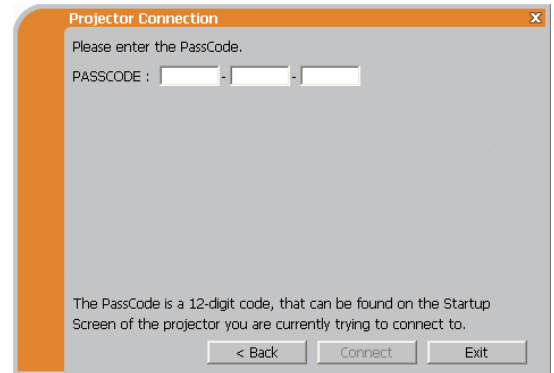 Projector Connection X
Please enter the PassCode.
PASSCODE : - -
The PassCode is a 12-digit code, that can be found on the Startup
Screen of the projector you are currently trying to connect to.
< Back Connect Exit